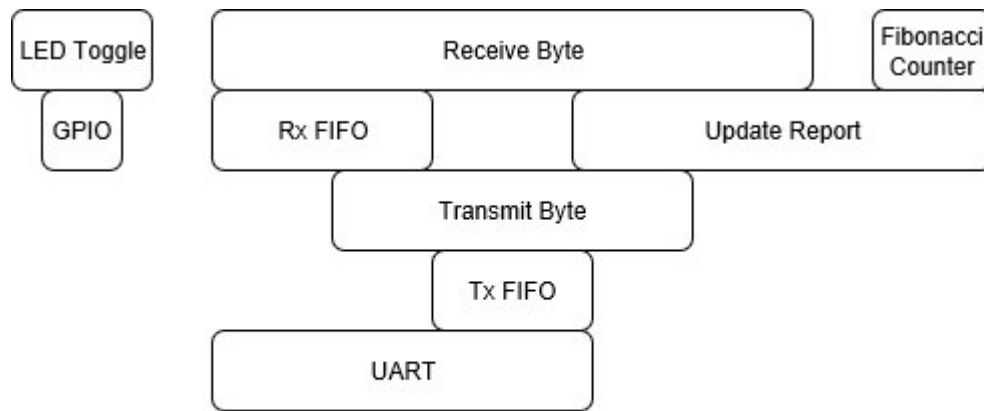 LED Toggle
Receive Byte
Fibonacci
Counter
GPIO
Rx FIFO
Update Report
Transmit Byte
Tx FIFO
UART